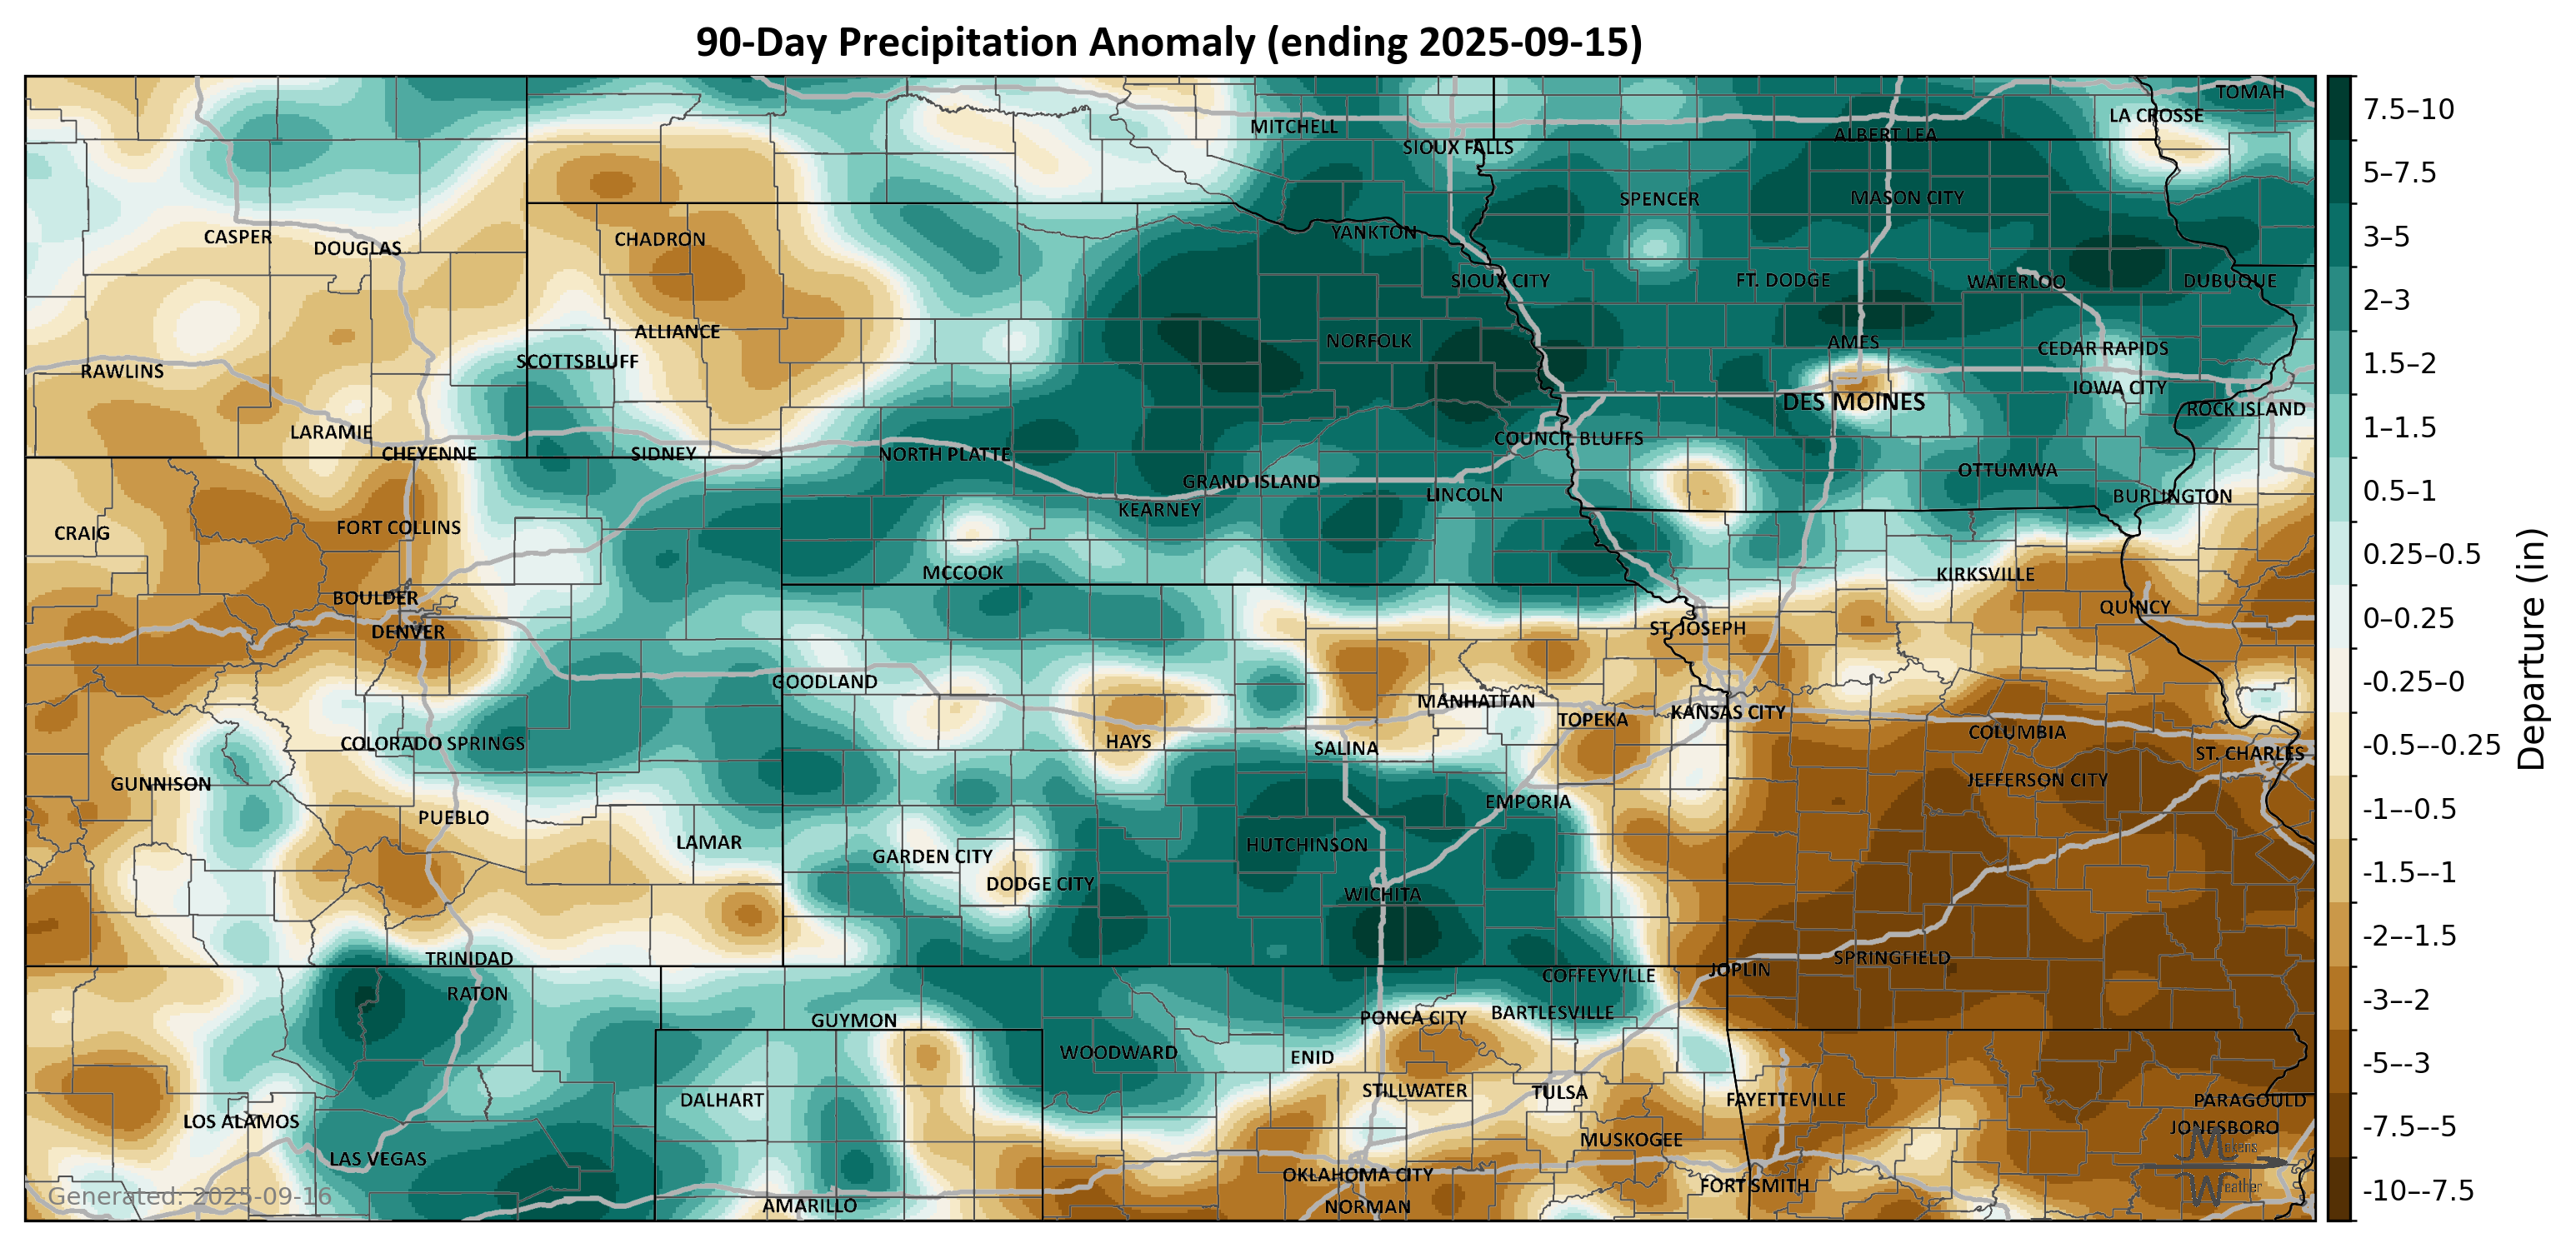 90-Day Precipitation Anomaly (ending 2025-09-15)
TOMAH
LA CROSSE
MITCHELL
ALBERT LEA
SIOUX FALLS
SPENCER
MASON CITY
YANKTON
CASPER
DOUGLAS
CHADRON
SIOUX CITY
FT. DODGE
WATERLOO
DUBUQUE
ALLIANCE
NORFOLK
AMES
CEDAR RAPIDS
SCOTTSBLUFF
RAWLINS
IOWA CITY
DES MOINES
ROCK ISLAND
LARAMIE
COUNCIL BLUFFS
CHEYENNE
SIDNEY
NORTH PLATTE
OTTUMWA
GRAND ISLAND
LINCOLN
BURLINGTON
KEARNEY
CRAIG
FORT COLLINS
MCCOOK
KIRKSVILLE
BOULDER
QUINCY
DENVER
ST. JOSEPH
GOODLAND
MANHATTAN
KANSAS CITY
TOPEKA
COLUMBIA
COLORADO SPRINGS
HAYS
SALINA
ST. CHARLES
GUNNISON
JEFFERSON CITY
EMPORIA
PUEBLO
LAMAR
HUTCHINSON
GARDEN CITY
DODGE CITY
WICHITA
TRINIDAD
SPRINGFIELD
JOPLIN
COFFEYVILLE
RATON
BARTLESVILLE
GUYMON
PONCA CITY
WOODWARD
ENID
STILLWATER
TULSA
DALHART
FAYETTEVILLE
PARAGOULD
LOS ALAMOS
JONESBORO
MUSKOGEE
LAS VEGAS
OKLAHOMA CITY
FORT SMITH
AMARILLO
NORMAN
Generated: 2025-09-16
Makens
Weather
7.5–10
5–7.5
3–5
2–3
1.5–2
1–1.5
0.5–1
0.25–0.5
0–0.25
-0.25–0
-0.5–-0.25
-1–-0.5
-1.5–-1
-2–-1.5
-3–-2
-5–-3
-7.5–-5
-10–-7.5
Departure (in)